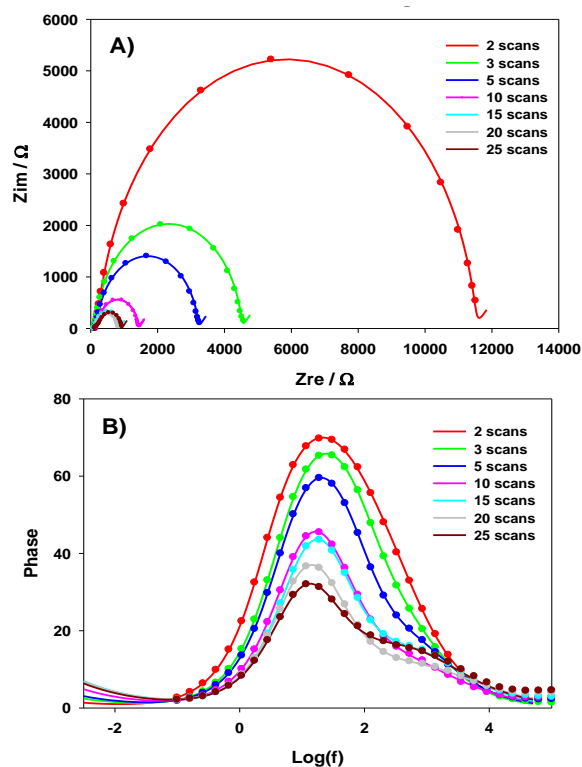 A)
2 scans
3 scans
5 scans
10 scans
15 scans
20 scans
25 scans
6000
5000
4000
3000
2000
1000
0
Zim / Ω
0 2000 4000 6000 8000 10000 12000 14000
Zre / Ω
B)
2 scans
3 scans
5 scans
10 scans
15 scans
20 scans
25 scans
80
60
40
20
0
Phase
-2 0 2 4
Log(f)